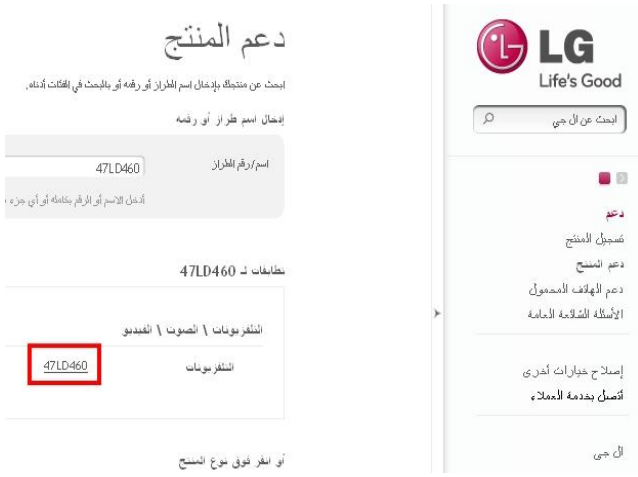 LG
Life's Good
ابحث عن ال جي
دعم
تسجيل المنتج
دعم المنتج
دعم الهاتف المحمول
الأسئلة الشائعة العامة
إصلاح خيارات أخرى
أتصل بخدمة العملاء
ال جي
دعم المنتج
ابحث عن منتجك بإدخال اسم الطراز أو رقمه أو بالبحث في الفئات أدناه.
إدخال اسم طراز أو رقمه
اسم/رقم الطراز
47LD460
أدخل الاسم أو الرقم بكامله أو أي جزء
تطابقات لـ 47LD460
التلفزيونات \ الصوت \ الفيديو
التلفزيونات
47LD460
أو انقر فوق نوع المنتج